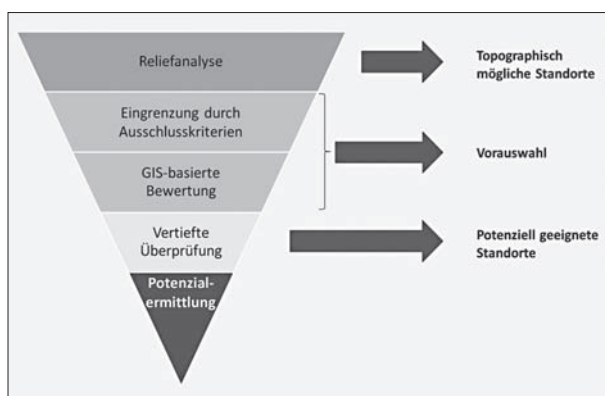 Reliefanalyse
Topographisch
mögliche Standorte
Eingrenzung durch
Ausschlusskriterien
GIS-basierte
Bewertung
Vorauswahl
Vertiefte
Überprüfung
Potenziell geeignete
Standorte
Potenzial-
ermittlung